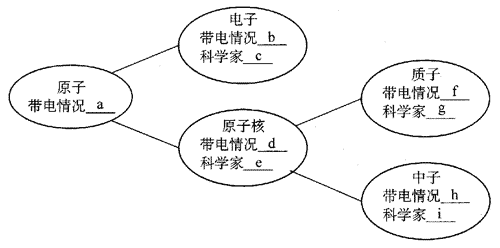 电子
带电情况 b
科学家 c
原子
带电情况 a
原子核
带电情况 d
科学家 e
质子
带电情况 f
科学家 g
中子
带电情况 h
科学家 i